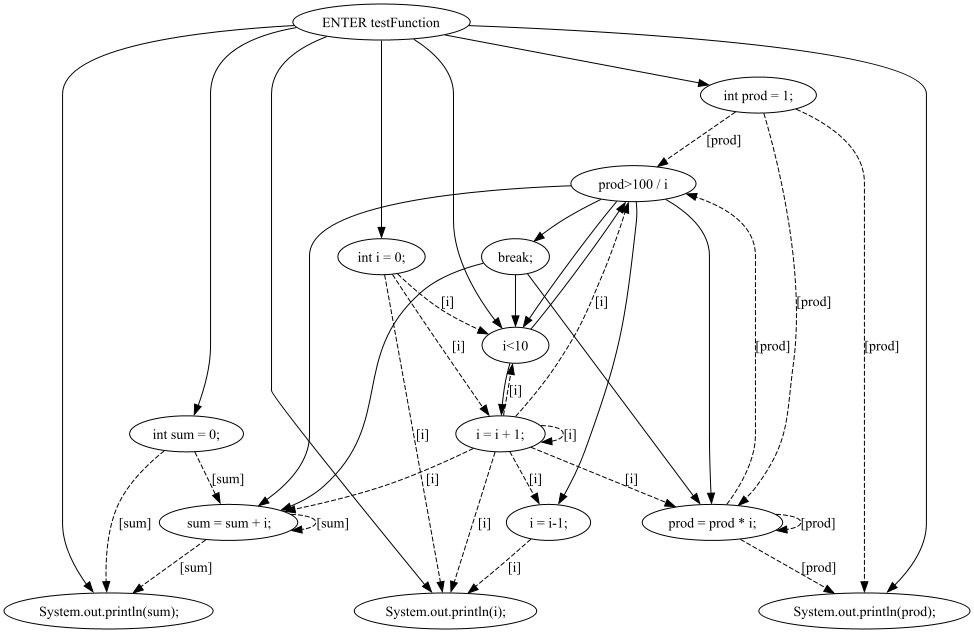 ENTER testFunction
int prod = 1;
[prod]
prod>100 / i
int i = 0;
break;
[i]
[i]
[prod]
[i]
i<10
[prod]
[prod]
[i]
int sum = 0;
[i]
i = i + 1;
[i]
[sum]
[i]
[i]
[i]
[sum]
sum = sum + i;
[sum]
[i]
i = i-1;
prod = prod * i;
[prod]
[sum]
[i]
[prod]
System.out.println(sum);
System.out.println(i);
System.out.println(prod);